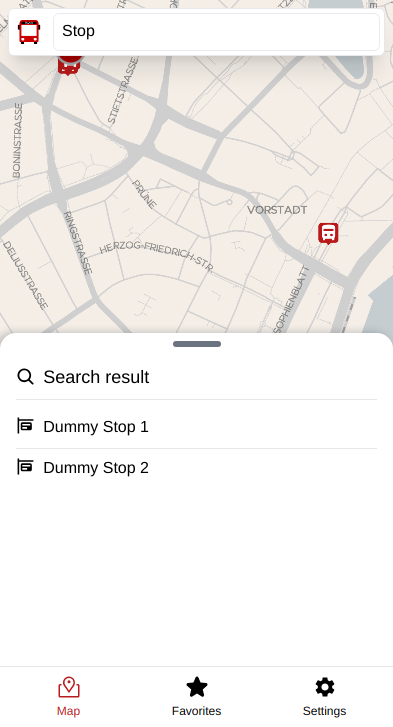 Stop
STIFTSTRASSE
BONINSTRASSE
PRÜNE
VORSTADT
RINGSTRASSE
HERZOG-FRIEDRICH-STR.
DELIUSSTRASSE
SOPHIENBLATT
Search result
Dummy Stop 1
Dummy Stop 2
Map
Favorites
Settings